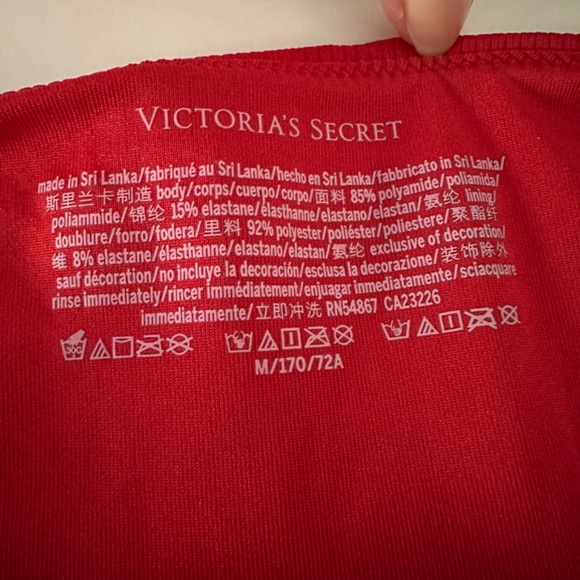 VICTORIA'S SECRET
made in Sri Lanka/fabriqué au Sri Lanka/hecho en Sri Lanka/fabbricato in Sri Lanka/
斯里兰卡制造 body/corps/cuerpo/corpo/面料 85% polyamide/poliamida/
poliammide/锦纶 15% elastane/élasthanne/elastano/elastan/氨纶 lining/
doublure/forro/fodera/里料 92% polyester/poliéster/poliestere/聚酯纤
维 8% elastane/élasthanne/elastano/elastan/氨纶 exclusive of decoration/
sauf décoration/no incluye la decoración/esclusa la decorazione/装饰除外
rinse immediately/rincer immédiatement/enjuagar inmediatamente/sciacquare
immediatamente/立即冲洗 RN54867 CA23226
M/170/72A